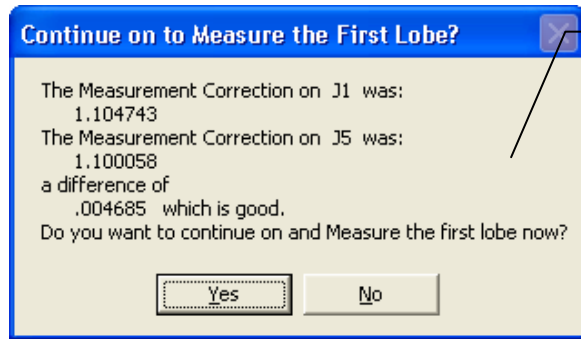 Continue on to Measure the First Lobe?
The Measurement Correction on J1 was:
1.104743
The Measurement Correction on J5 was:
1.100058
a difference of
.004685 which is good.
Do you want to continue on and Measure the first lobe now?
Yes
No